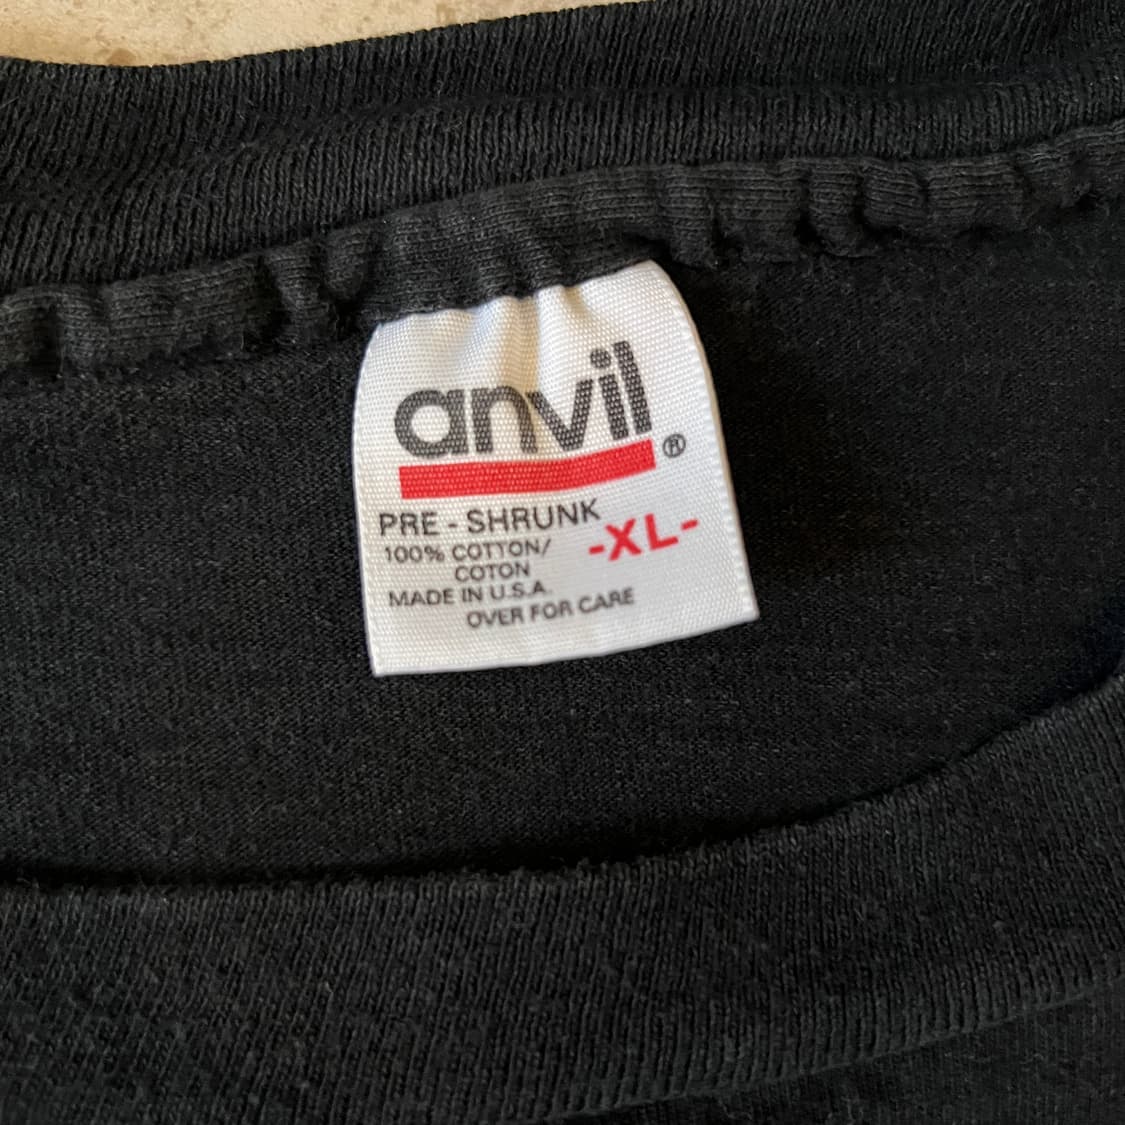 anvil®
PRE - SHRUNK
-XL-
100% COTTON/
COTON
MADE IN U.S.A.
OVER FOR CARE